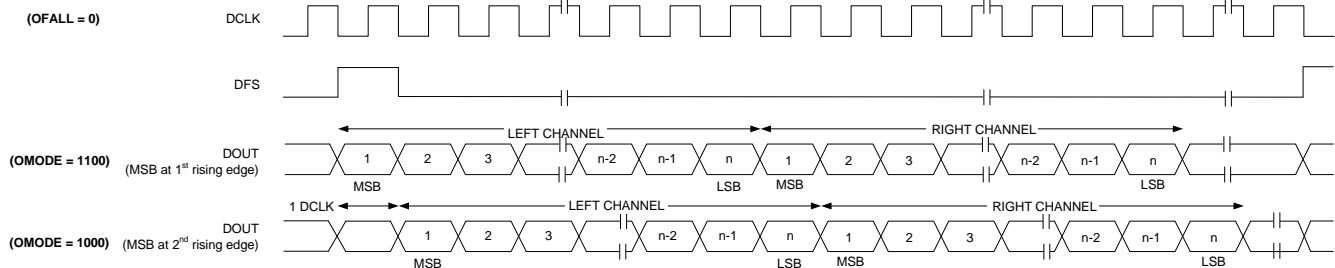 (OFALL = 0) DCLK
DFS
LEFT CHANNEL RIGHT CHANNEL
(OMODE = 1100) DOUT 1 2 3 n-2 n-1 n 1 2 3 n-2 n-1 n
(MSB at 1st rising edge)
MSB LSB MSB LSB
1 DCLK LEFT CHANNEL RIGHT CHANNEL
(OMODE = 1000) DOUT 1 2 3 n-2 n-1 n 1 2 3 n-2 n-1 n
(MSB at 2nd rising edge)
MSB LSB MSB LSB